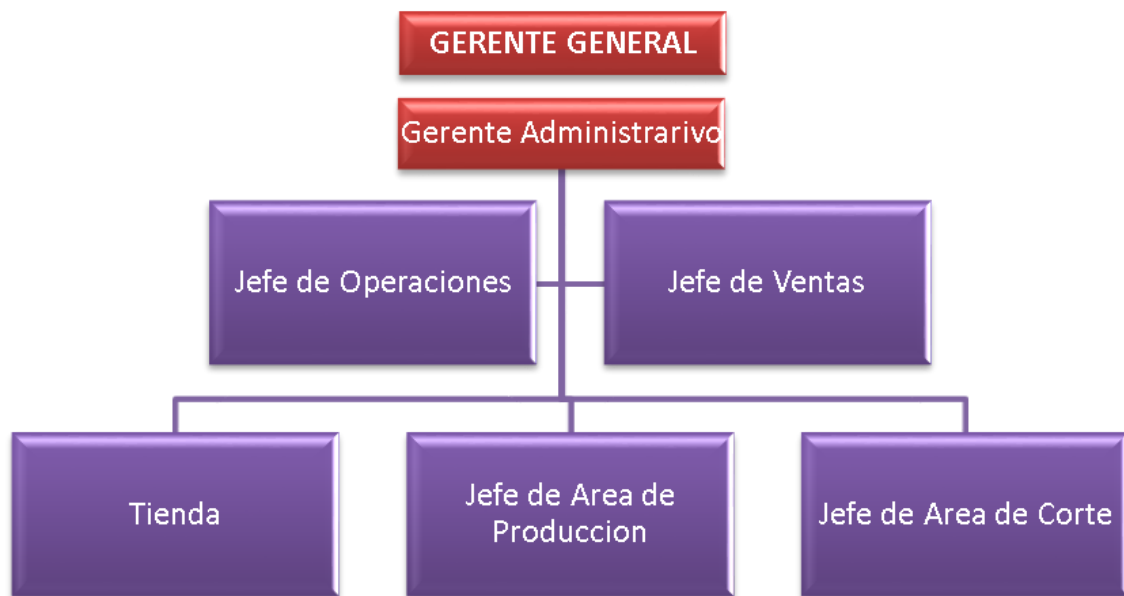 GERENTE GENERAL
Gerente Administrarivo
Jefe de Operaciones
Jefe de Ventas
Tienda
Jefe de Area de
Produccion
Jefe de Area de Corte